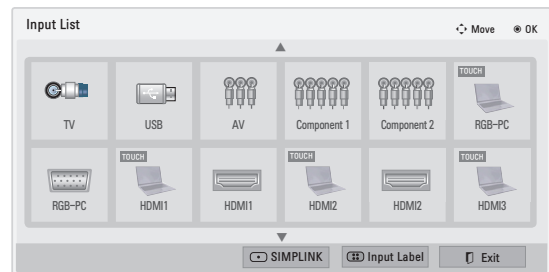 Input List
Move OK
TOUCH
TV USB AV Component 1 Component 2 RGB-PC
TOUCH TOUCH TOUCH
RGB-PC HDMI1 HDMI1 HDMI2 HDMI2 HDMI3
SIMPLINK Input Label Exit